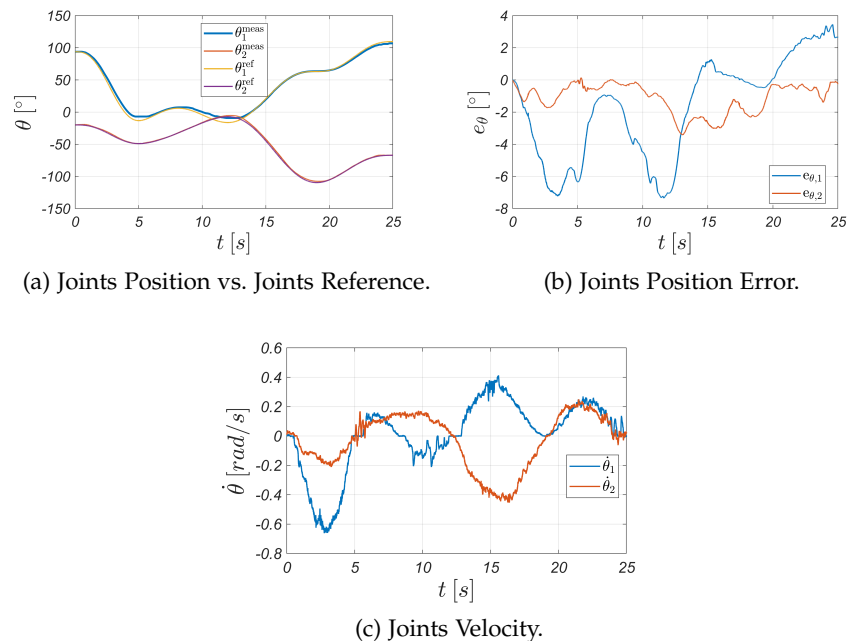 150
100
50
0
-50
-100
-150
θ [°]
θ₁ᵐᵉᵃˢ
θ₂ᵐᵉᵃˢ
θ₁ʳᵉᶠ
θ₂ʳᵉᶠ
0 5 10 15 20 25
t [s]
(a) Joints Position vs. Joints Reference.
4
2
0
-2
-4
-6
-8
e_θ [°]
e_θ,1
e_θ,2
0 5 10 15 20 25
t [s]
(b) Joints Position Error.
0.6
0.4
0.2
0
-0.2
-0.4
-0.6
-0.8
θ̇ [rad/s]
θ̇₁
θ̇₂
0 5 10 15 20 25
t [s]
(c) Joints Velocity.